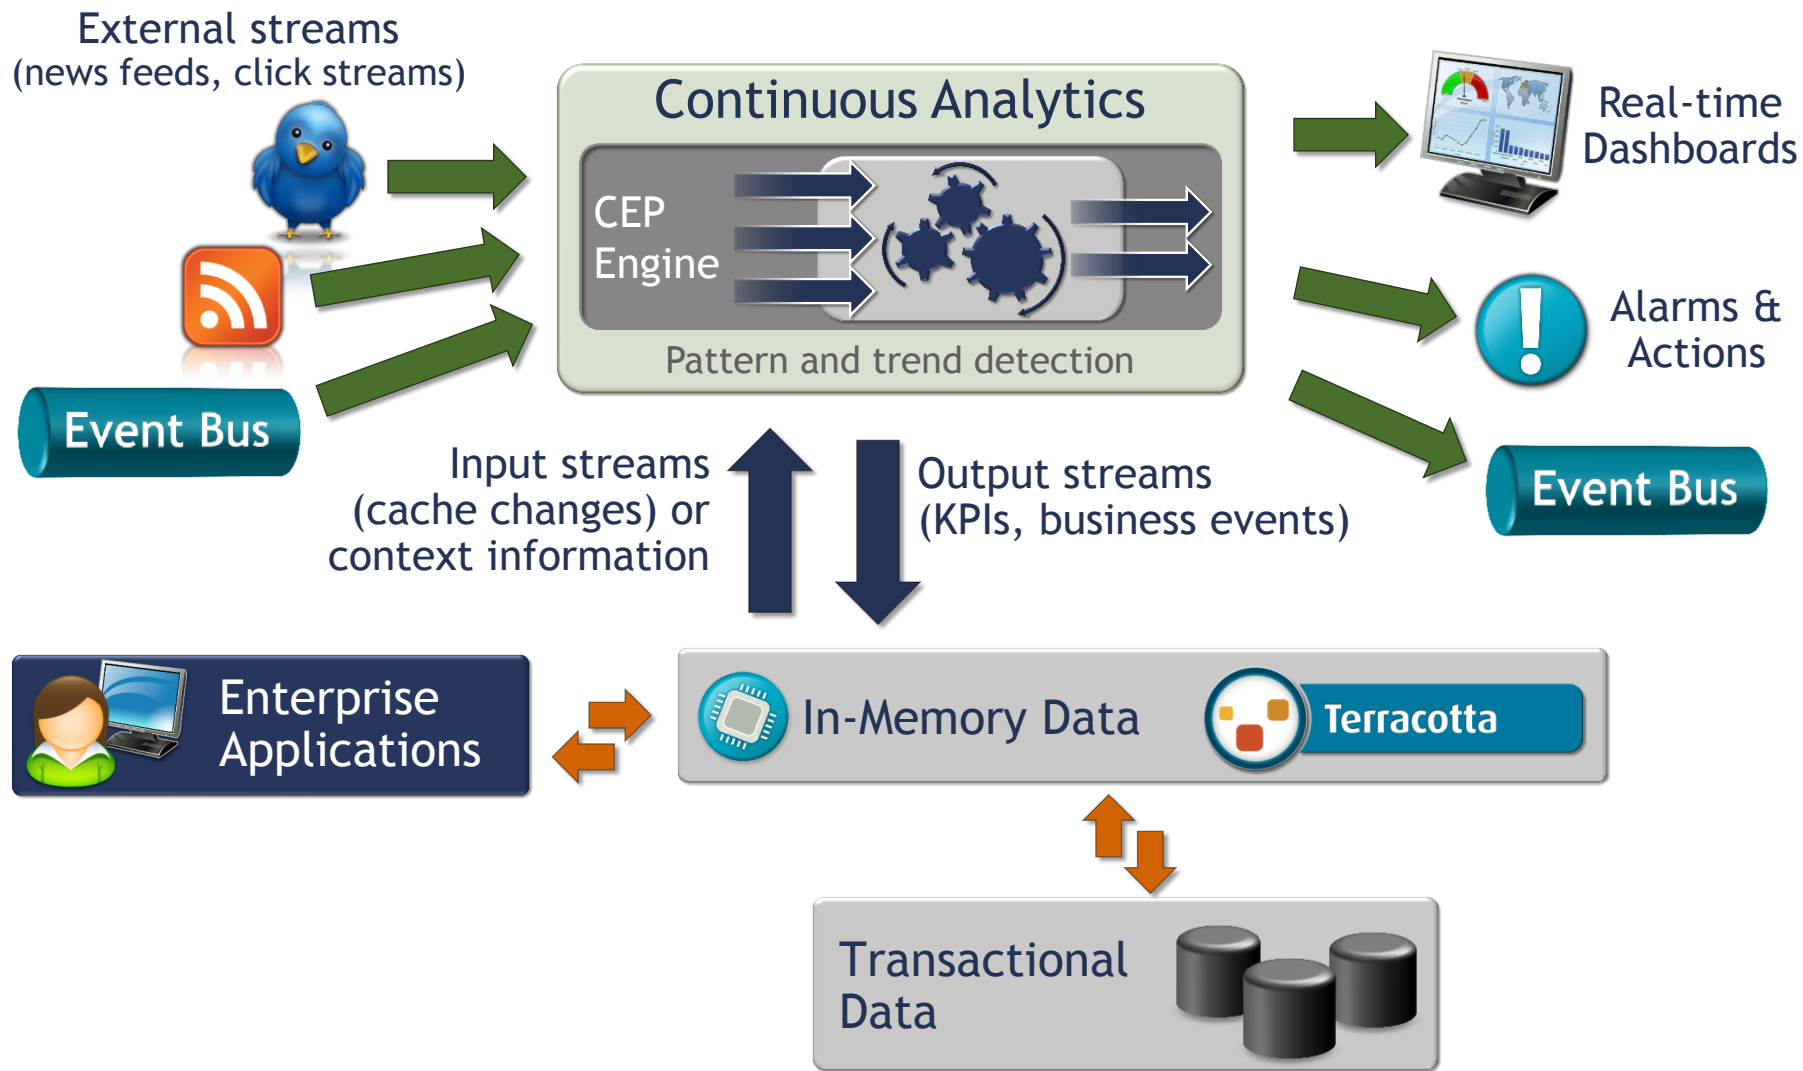 External streams
(news feeds, click streams)
Continuous Analytics
CEP
Engine
Pattern and trend detection
Real-time
Dashboards
Alarms &
Actions
Event Bus
Event Bus
Input streams
(cache changes) or
context information
Output streams
(KPIs, business events)
Enterprise
Applications
In-Memory Data
Terracotta
Transactional
Data